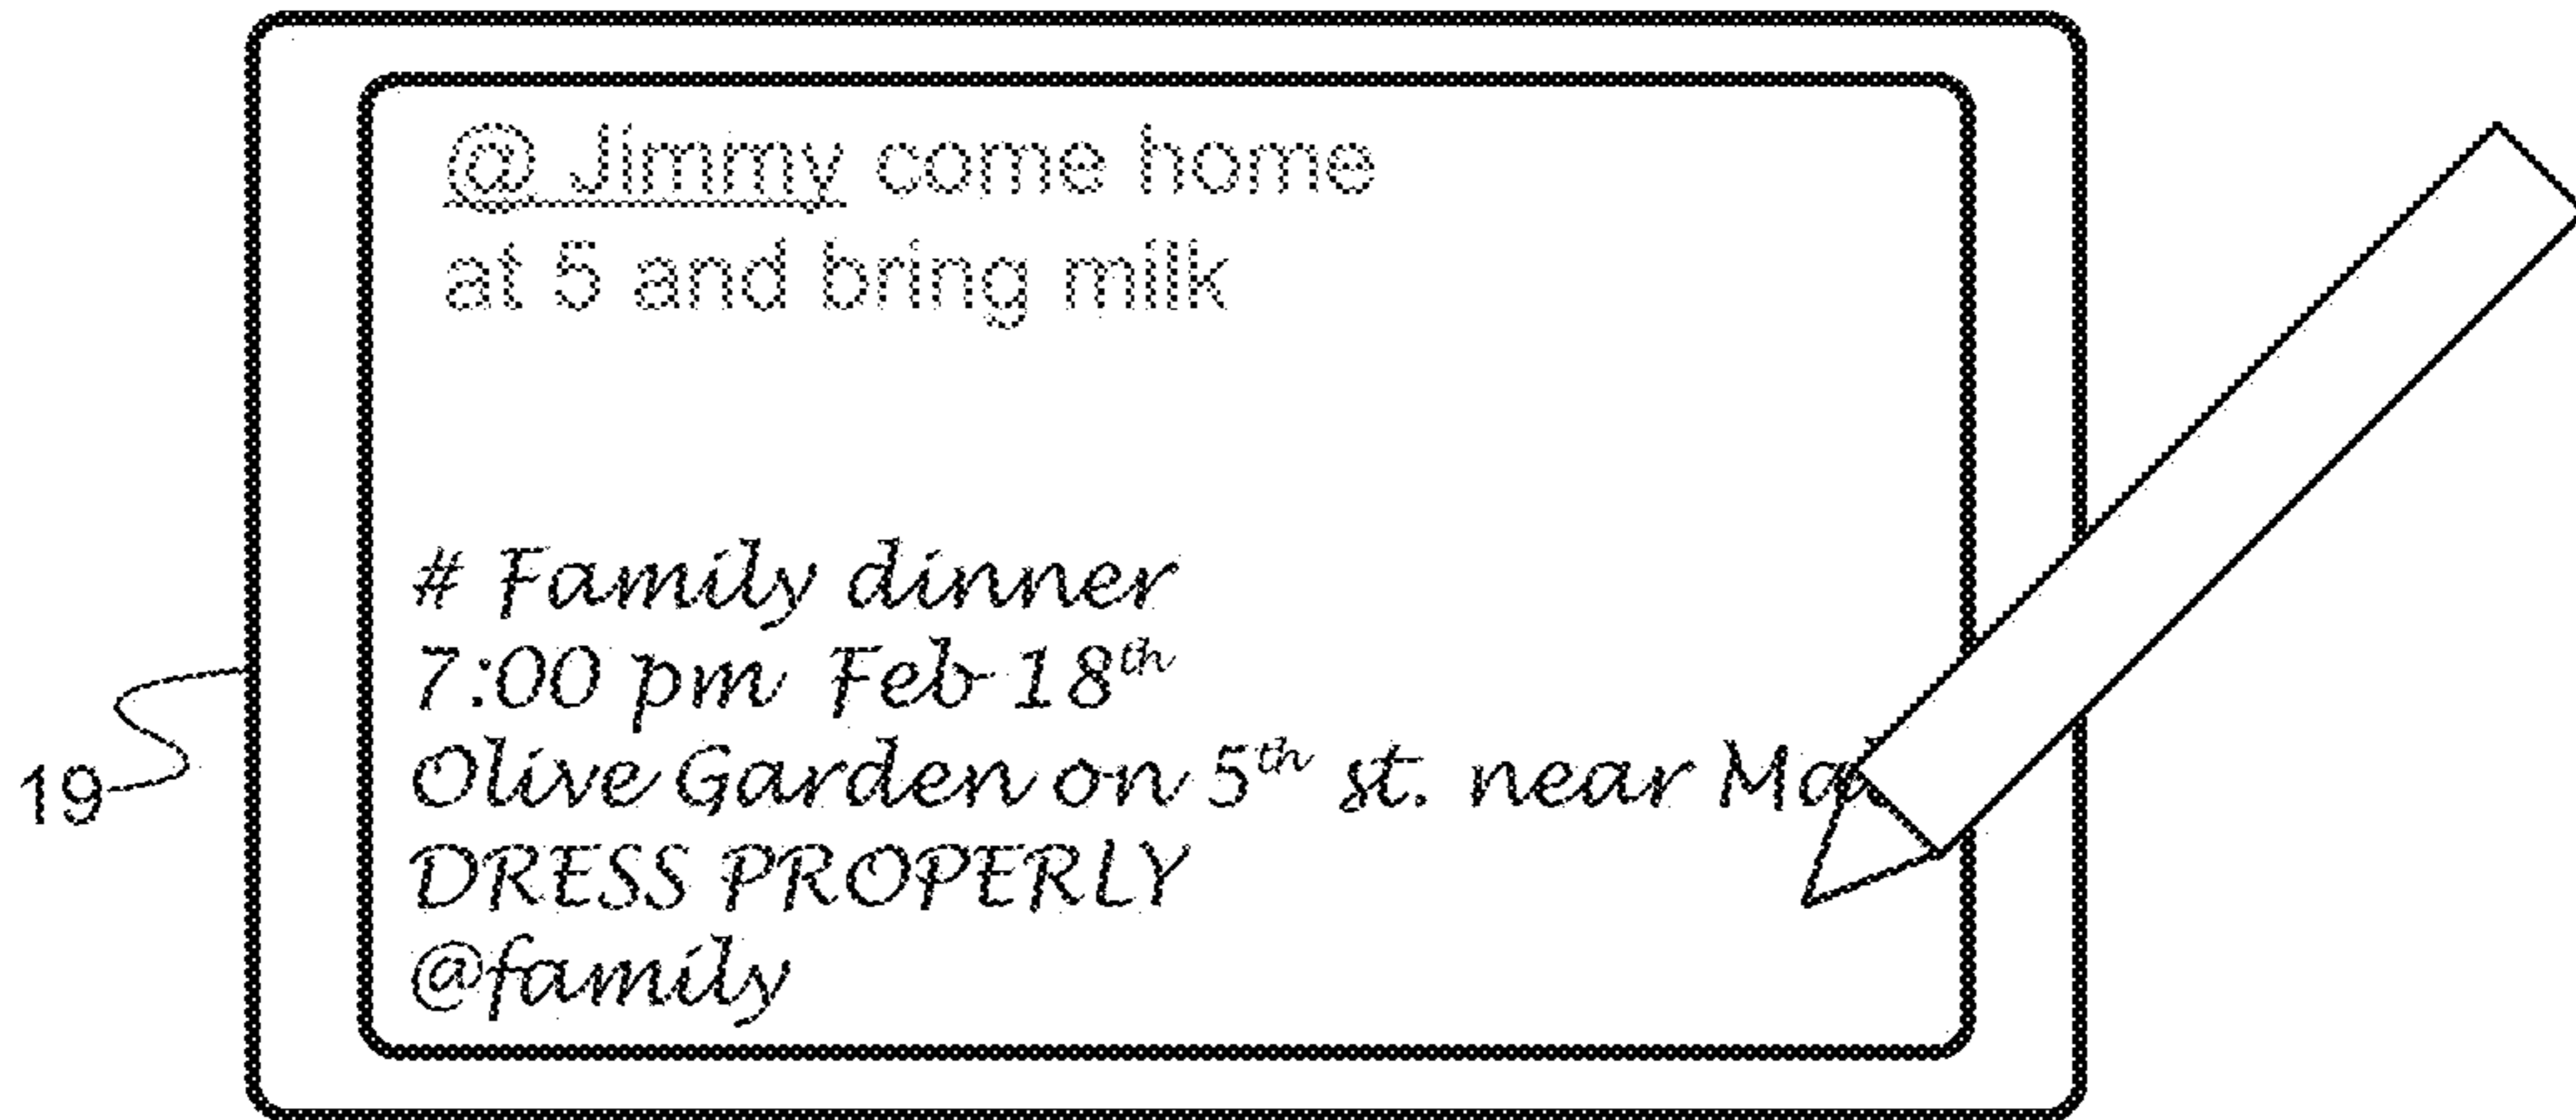 @ Jimmy come home
at 5 and bring milk
# Family dinner
7:00 pm Feb 18th
Olive Garden on 5th st. near
DRESS PROPERLY
@family
19